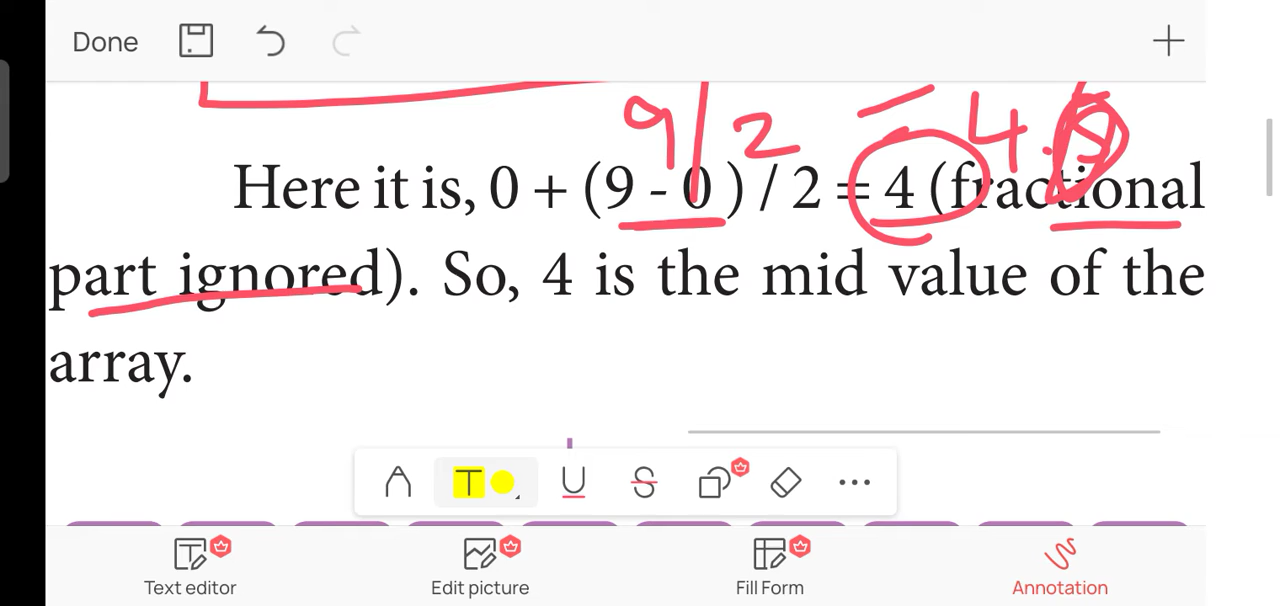 Done
9/2 = 4.5
Here it is, 0 + (9 - 0 ) / 2 = 4 (fractional
part ignored). So, 4 is the mid value of the
array.
T U S
Text editor Edit picture Fill Form Annotation